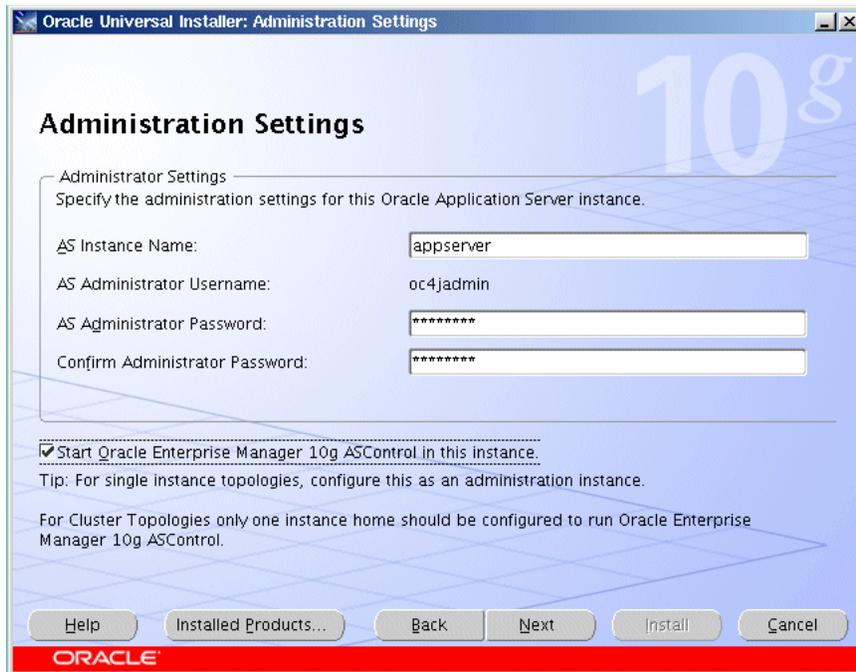 Oracle Universal Installer: Administration Settings
10g
Administration Settings
Administrator Settings
Specify the administration settings for this Oracle Application Server instance.
AS Instance Name:
appserver
AS Administrator Username:
oc4jadmin
AS Administrator Password:
********
Confirm Administrator Password:
********
Start Oracle Enterprise Manager 10g ASControl in this instance.
Tip: For single instance topologies, configure this as an administration instance.
For Cluster Topologies only one instance home should be configured to run Oracle Enterprise
Manager 10g ASControl.
Help
Installed Products...
Back
Next
Install
Cancel
ORACLE